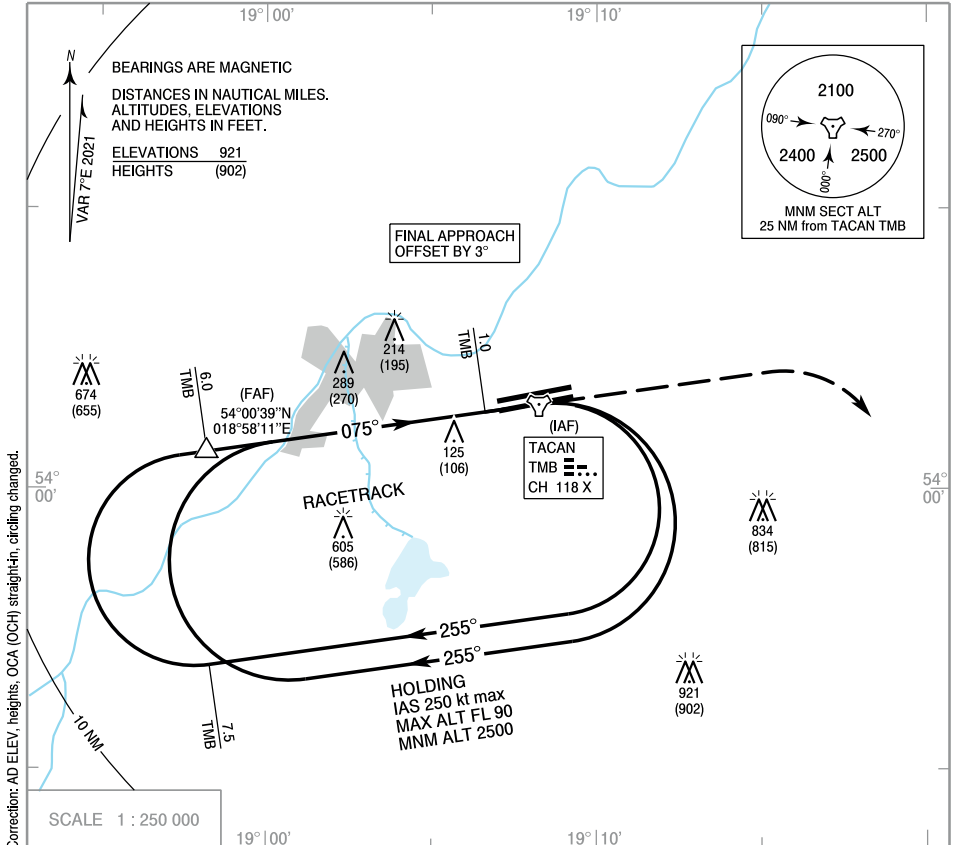 19° 00'
19° 10'
N
VAR 7°E 2021
BEARINGS ARE MAGNETIC
DISTANCES IN NAUTICAL MILES.
ALTITUDES, ELEVATIONS
AND HEIGHTS IN FEET.
ELEVATIONS 921
HEIGHTS (902)
2100
090°
270°
2400
2500
000°
MNM SECT ALT
25 NM from TACAN TMB
FINAL APPROACH
OFFSET BY 3°
214
(195)
289
(270)
674
(655)
6.0
TMB
(FAF)
54°00'39"N
018°58'11"E
075°
1.0
TMB
125
(106)
(IAF)
TACAN
TMB
CH 118 X
54°
00'
54°
00'
RACETRACK
605
(586)
834
(815)
255°
255°
HOLDING
IAS 250 kt max
MAX ALT FL 90
MNM ALT 2500
921
(902)
7.5
TMB
10 NM
SCALE 1 : 250 000
19° 00'
19° 10'
Correction: AD ELEV, heights, OCA (OCH) straight-in, circling changed.